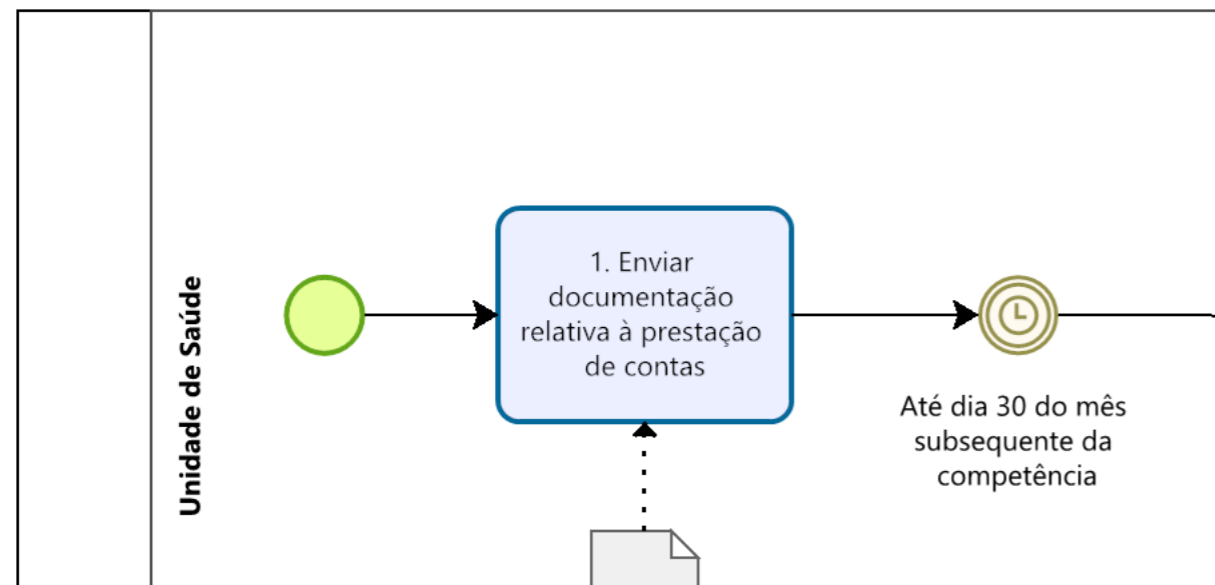 Unidade de Saúde
1. Enviar
documentação
relativa à prestação
de contas
Até dia 30 do mês
subsequente da
competência